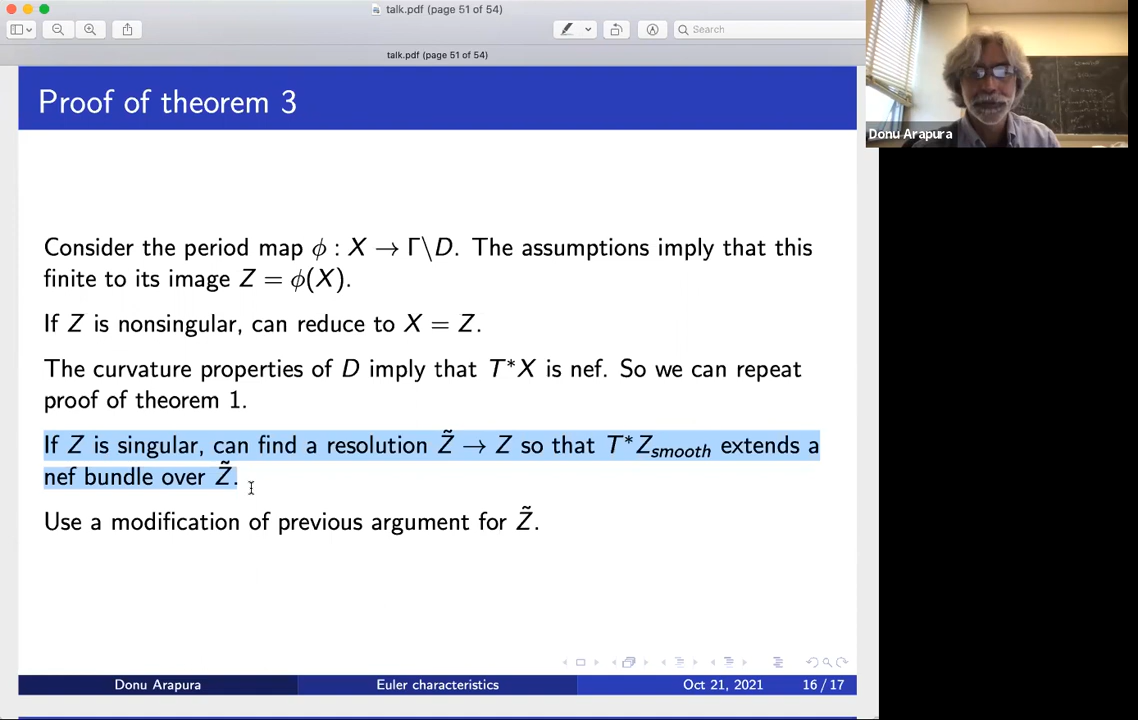 talk.pdf (page 51 of 54)
Search
talk.pdf (page 51 of 54)
Proof of theorem 3
Consider the period map ϕ : X → Γ\D. The assumptions imply that this
finite to its image Z = ϕ(X).
If Z is nonsingular, can reduce to X = Z.
The curvature properties of D imply that T*X is nef. So we can repeat
proof of theorem 1.
If Z is singular, can find a resolution Z̃ → Z so that T*Z_smooth extends a
nef bundle over Z̃.
Use a modification of previous argument for Z̃.
Donu Arapura
Euler characteristics
Oct 21, 2021
16 / 17
Donu Arapura